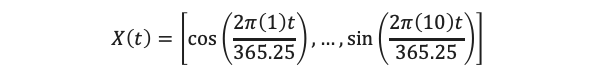 X(t) = [cos(2π(1)t/365.25), …, sin(2π(10)t/365.25)]